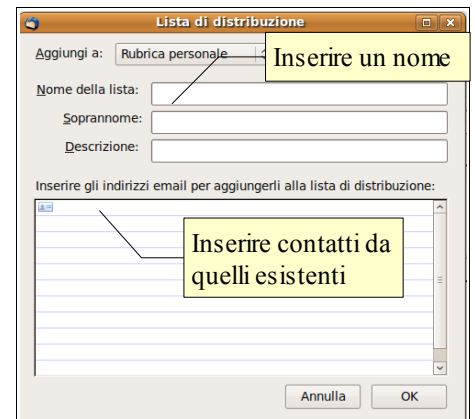 Lista di distribuzione
Aggiungi a: Rubrica personale
Inserire un nome
Nome della lista:
Soprannome:
Descrizione:
Inserire gli indirizzi email per aggiungerli alla lista di distribuzione:
Inserire contatti da
quelli esistenti
Annulla OK